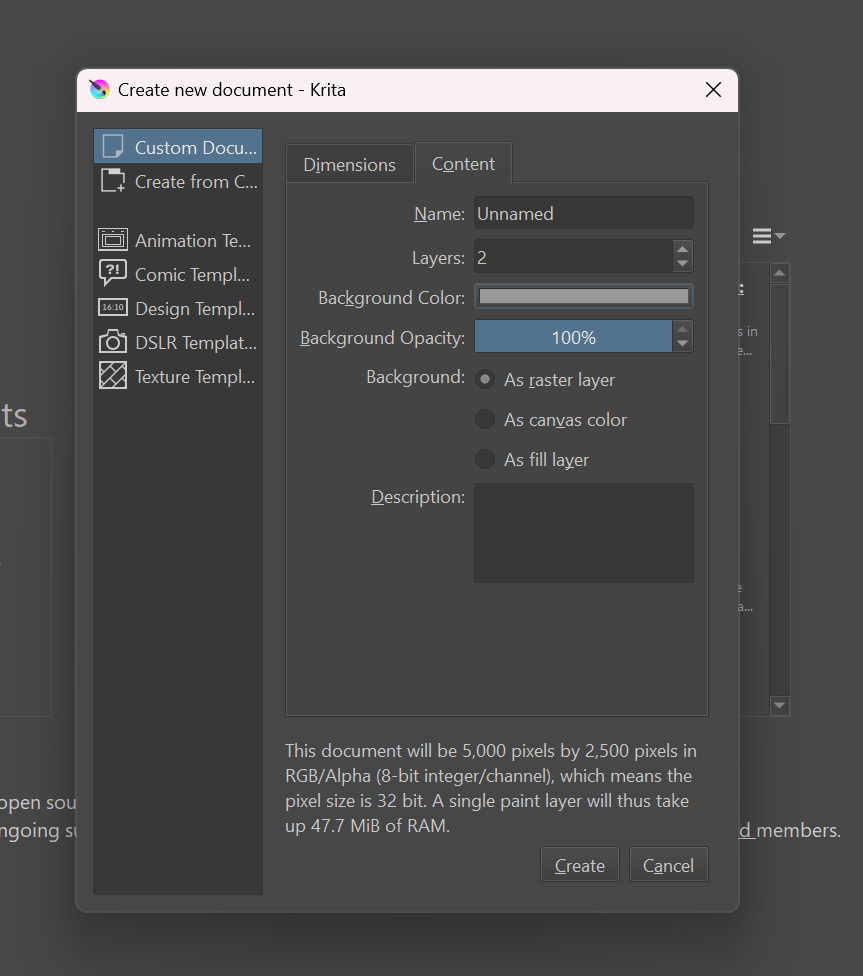 Create new document - Krita
Custom Docu...
Create from C...
Animation Te...
?!
Comic Templ...
16:10
Design Templ...
DSLR Templat...
Texture Templ...
Dimensions
Content
Name: Unnamed
Layers: 2
Background Color:
Background Opacity: 100%
Background: As raster layer
As canvas color
As fill layer
Description:
This document will be 5,000 pixels by 2,500 pixels in
RGB/Alpha (8-bit integer/channel), which means the
pixel size is 32 bit. A single paint layer will thus take
up 47.7 MiB of RAM.
Create
Cancel
ts
:
s in
e...
e
a...
open sou
ngoing su
d members.